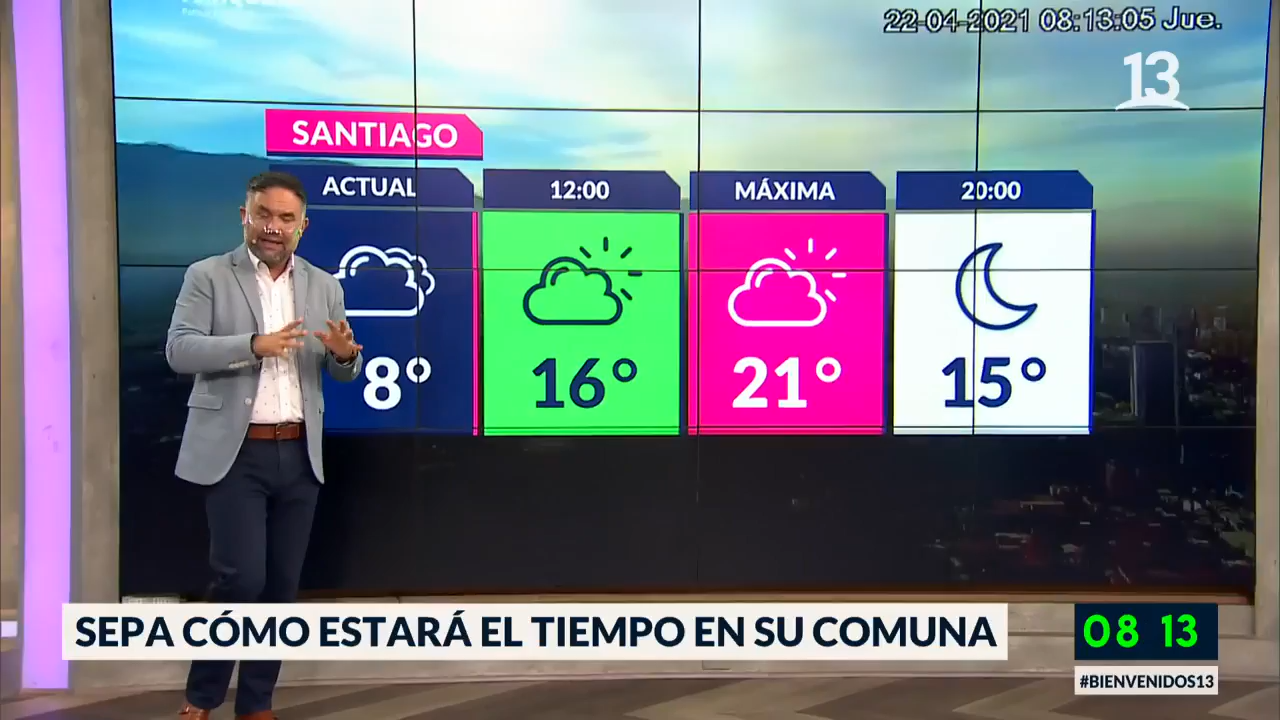 22-04-2021 08:13:05 Jue.
13
SANTIAGO
ACTUAL
12:00
MÁXIMA
20:00
8°
16°
21°
15°
SEPA CÓMO ESTARÁ EL TIEMPO EN SU COMUNA
08 13
#BIENVENIDOS13